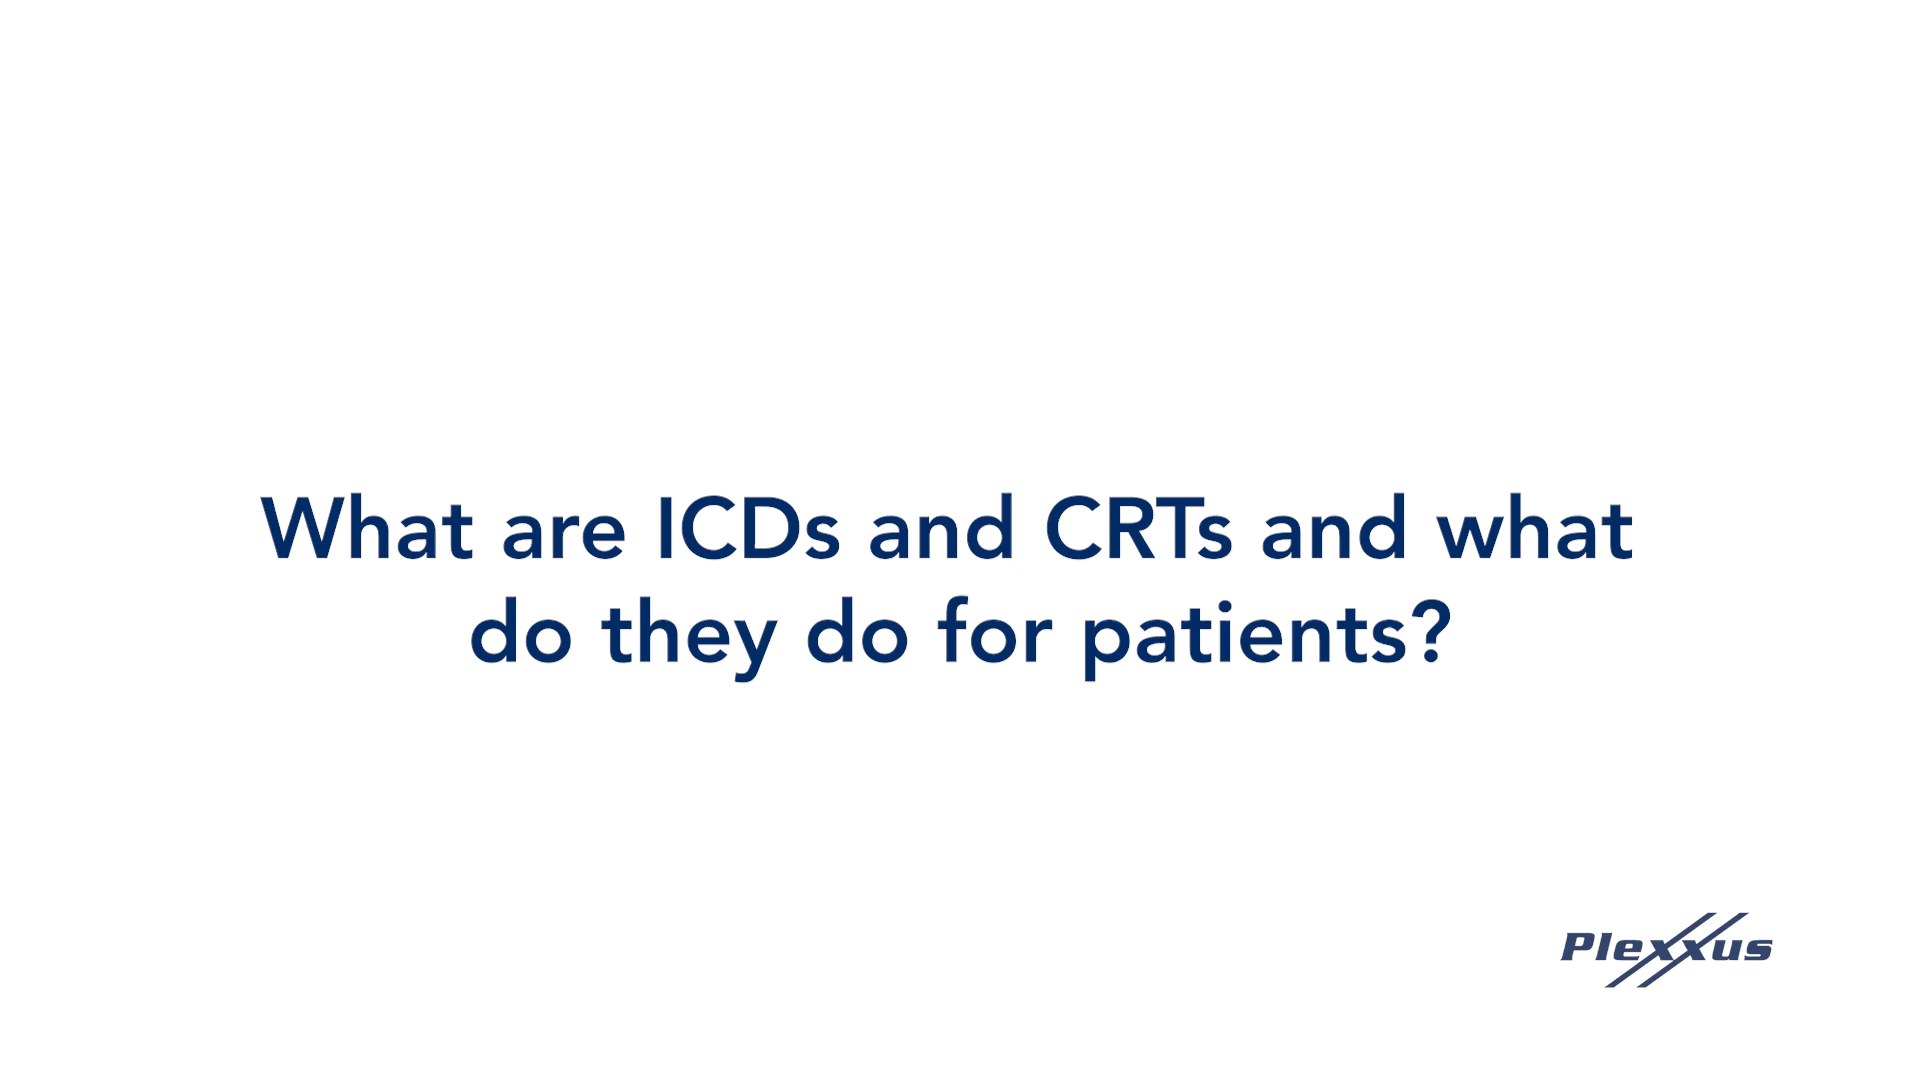 What are ICDs and CRTs and what
do they do for patients?
Plexxus